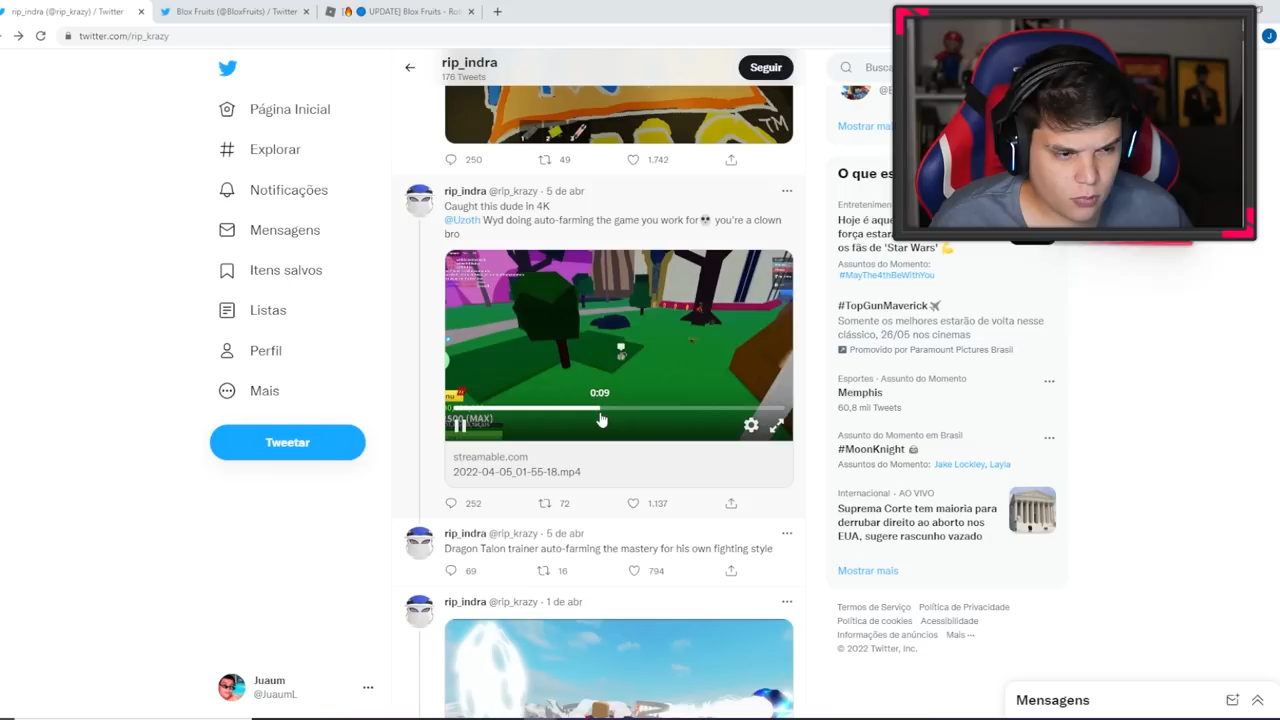 rip_indra (@rip_krazy) / Twitter
Blox Fruits (@BloxFruits) / Twitter
UPDATE] Blox Fruits - Ro
twitter.com/rip_krazy
J
rip_indra
176 Tweets
Seguir
Página Inicial
Explorar
Notificações
Mensagens
Itens salvos
Listas
Perfil
Mais
Tweetar
Juaum
@JuaumL
TM
250
49
1.742
rip_indra @rip_krazy · 5 de abr
Caught this dude in 4K
@Uzoth Wyd doing auto-farming the game you work for💀 you're a clown
bro
0:09
500 (MAX)
streamable.com
2022-04-05_01-55-18.mp4
252
72
1.137
rip_indra @rip_krazy · 5 de abr
Dragon Talon trainer auto-farming the mastery for his own fighting style
69
16
794
rip_indra @rip_krazy · 1 de abr
Busca
Mostrar mai
O que es
Entretenimen
Hoje é aque
força estará
os fãs de 'Star Wars' 💪
Assuntos do Momento:
#MayThe4thBeWithYou
#TopGunMaverick
Somente os melhores estarão de volta nesse
clássico, 26/05 nos cinemas
Promovido por Paramount Pictures Brasil
Esportes · Assunto do Momento
Memphis
60,8 mil Tweets
Assunto do Momento em Brasil
#MoonKnight
Assuntos do Momento: Jake Lockley, Layla
Internacional · AO VIVO
Suprema Corte tem maioria para
derrubar direito ao aborto nos
EUA, sugere rascunho vazado
Mostrar mais
Termos de Serviço Política de Privacidade
Política de cookies Acessibilidade
Informações de anúncios Mais ···
© 2022 Twitter, Inc.
Mensagens